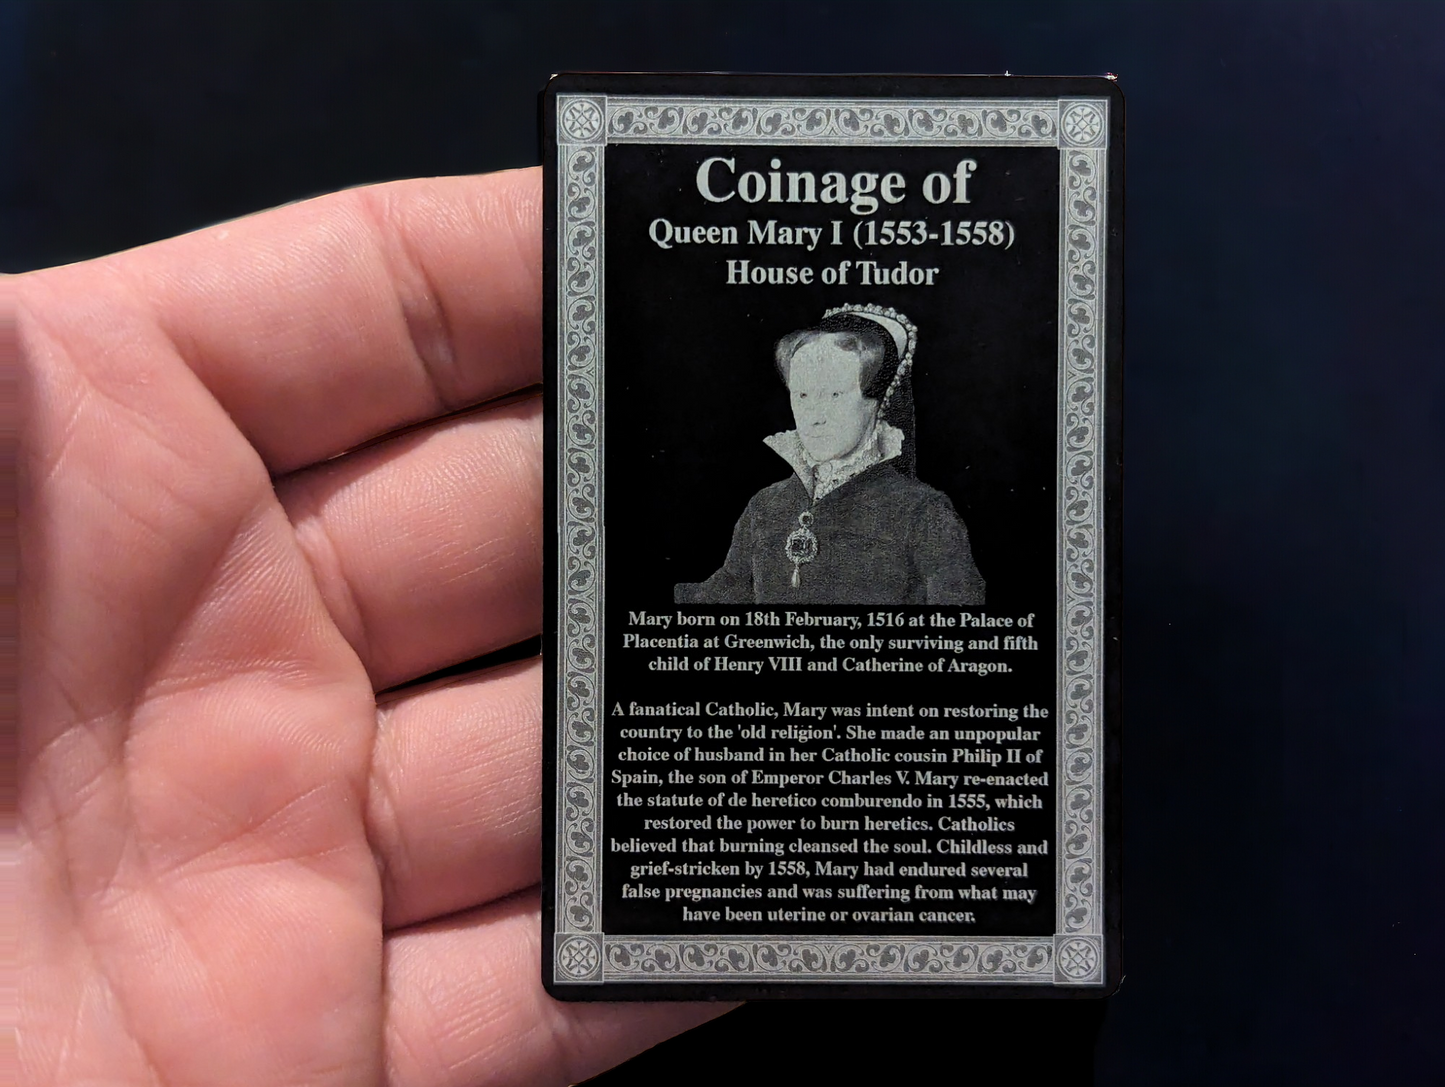 Coinage of
Queen Mary I (1553-1558)
House of Tudor
Mary born on 18th February, 1516 at the Palace of
Placentia at Greenwich, the only surviving and fifth
child of Henry VIII and Catherine of Aragon.
A fanatical Catholic, Mary was intent on restoring the
country to the 'old religion'. She made an unpopular
choice of husband in her Catholic cousin Philip II of
Spain, the son of Emperor Charles V. Mary re-enacted
the statute of de heretico comburendo in 1555, which
restored the power to burn heretics. Catholics
believed that burning cleansed the soul. Childless and
grief-stricken by 1558, Mary had endured several
false pregnancies and was suffering from what may
have been uterine or ovarian cancer.